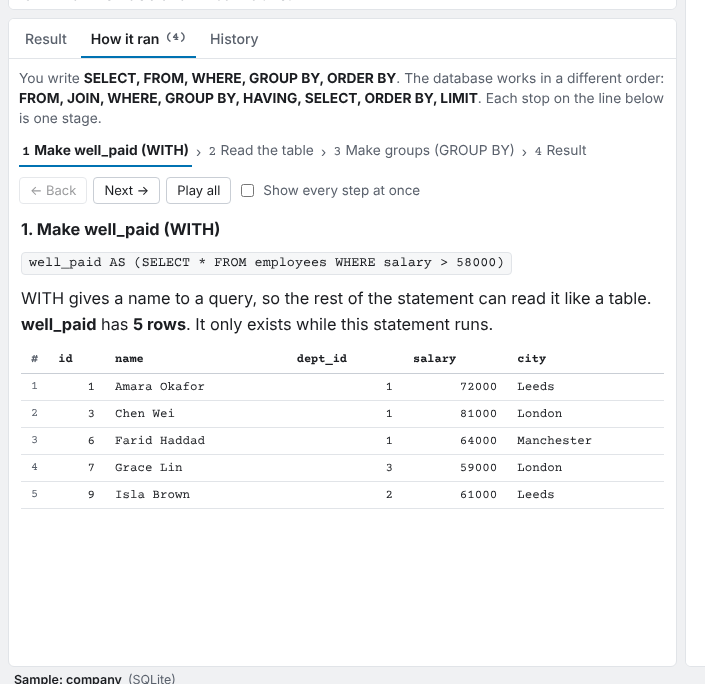 Result How it ran (4) History
You write SELECT, FROM, WHERE, GROUP BY, ORDER BY. The database works in a different order:
FROM, JOIN, WHERE, GROUP BY, HAVING, SELECT, ORDER BY, LIMIT. Each stop on the line below
is one stage.
1 Make well_paid (WITH) › 2 Read the table › 3 Make groups (GROUP BY) › 4 Result
← Back Next → Play all Show every step at once
1. Make well_paid (WITH)
well_paid AS (SELECT * FROM employees WHERE salary > 58000)
WITH gives a name to a query, so the rest of the statement can read it like a table.
well_paid has 5 rows. It only exists while this statement runs.
# id name dept_id salary city
1 1 Amara Okafor 1 72000 Leeds
2 3 Chen Wei 1 81000 London
3 6 Farid Haddad 1 64000 Manchester
4 7 Grace Lin 3 59000 London
5 9 Isla Brown 2 61000 Leeds
Sample: company (SQLite)